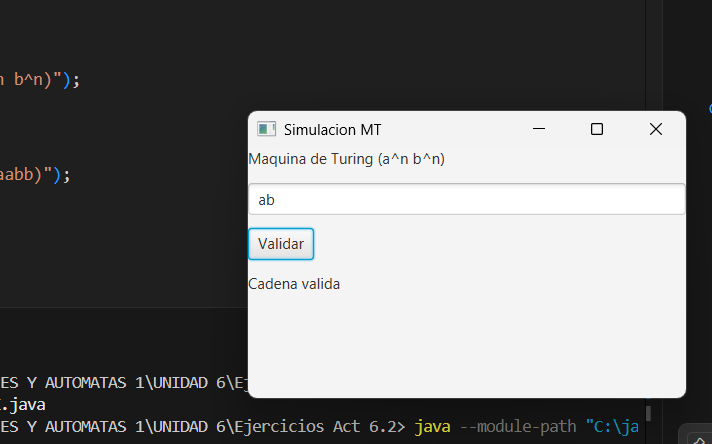 n b^n)");
aabb)");
Simulacion MT
Maquina de Turing (a^n b^n)
ab
Validar
Cadena valida
ES Y AUTOMATAS 1\UNIDAD 6\Ej
.java
ES Y AUTOMATAS 1\UNIDAD 6\Ejercicios Act 6.2> java --module-path "C:\ja